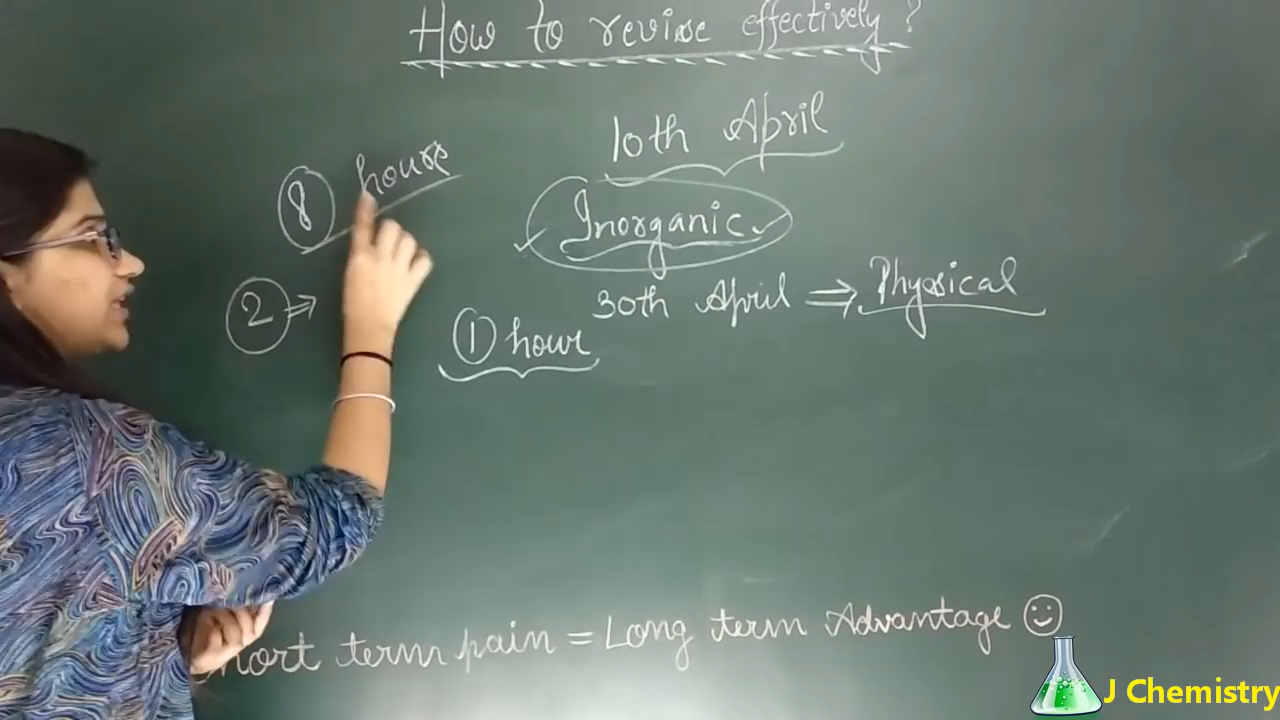 How to revise effectively?
10th April
8 hours
Inorganic
30th April ⇒ Physical
2 ⇒
1 hour
Short term pain = Long term Advantage ☺
J Chemistry